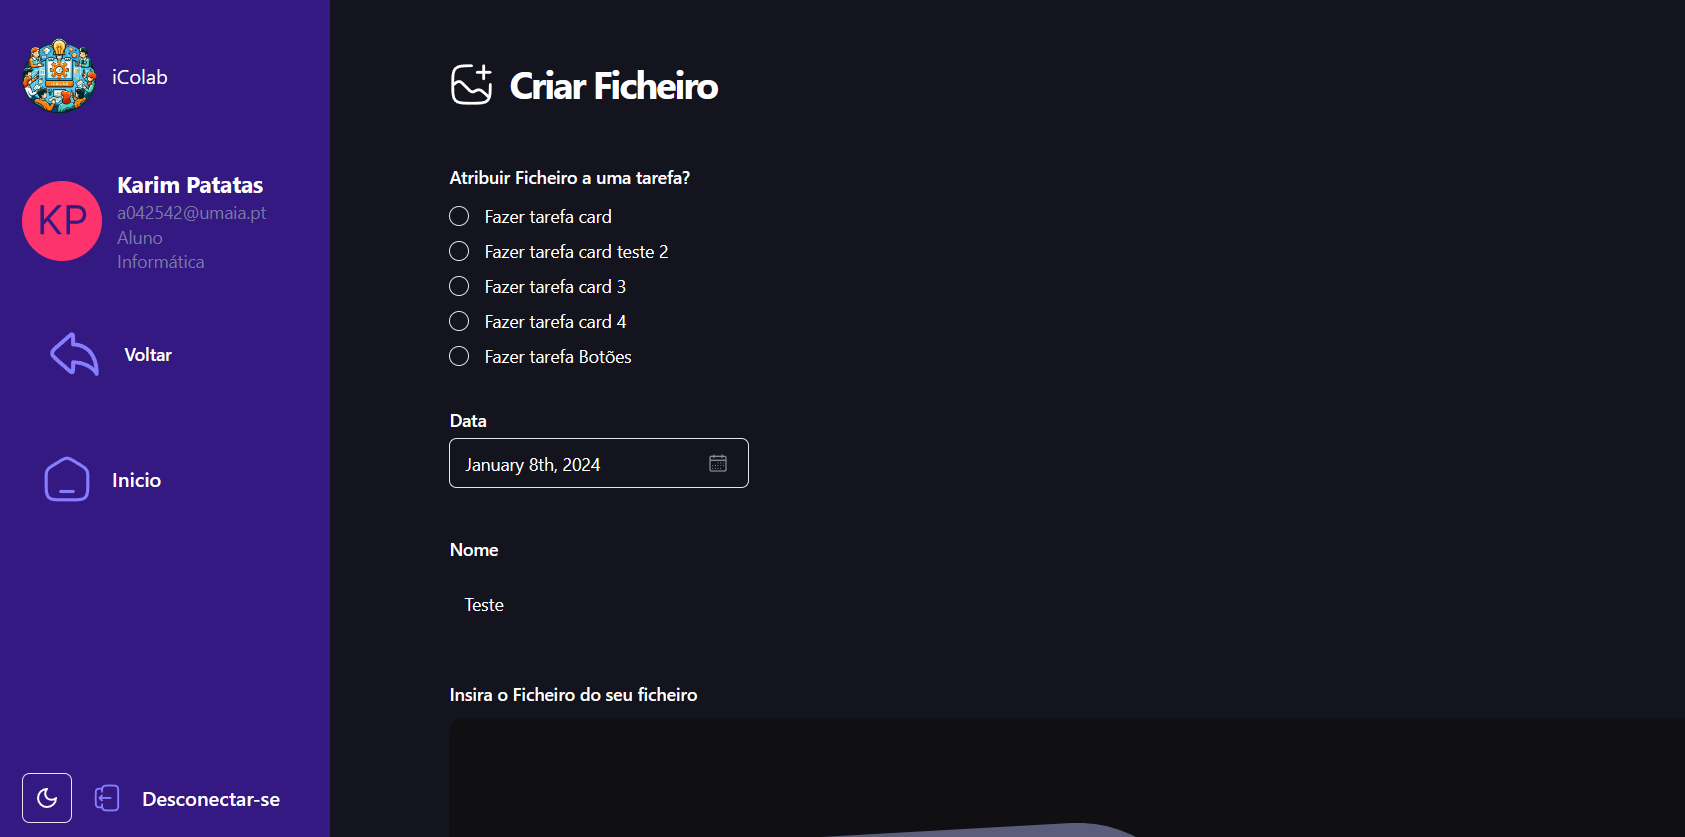 iColab
Karim Patatas
KP
a042542@umaia.pt
Aluno
Informática
Voltar
Inicio
Desconectar-se
Criar Ficheiro
Atribuir Ficheiro a uma tarefa?
Fazer tarefa card
Fazer tarefa card teste 2
Fazer tarefa card 3
Fazer tarefa card 4
Fazer tarefa Botões
Data
January 8th, 2024
Nome
Teste
Insira o Ficheiro do seu ficheiro